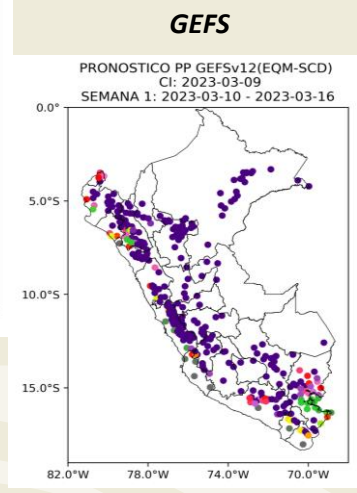 GEFS
PRONOSTICO PP GEFSv12(EQM-SCD)
CI: 2023-03-09
SEMANA 1: 2023-03-10 - 2023-03-16
0.0°
5.0°S
10.0°S
15.0°S
82.0°W 78.0°W 74.0°W 70.0°W